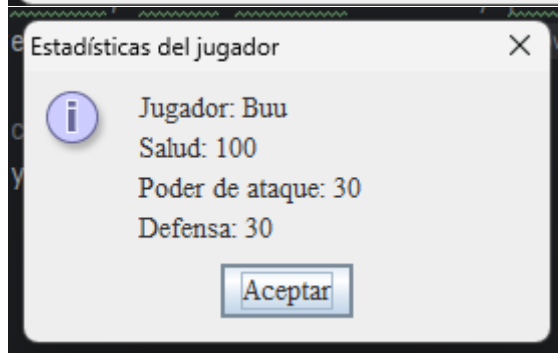 Estadísticas del jugador
Jugador: Buu
Salud: 100
Poder de ataque: 30
Defensa: 30
Aceptar